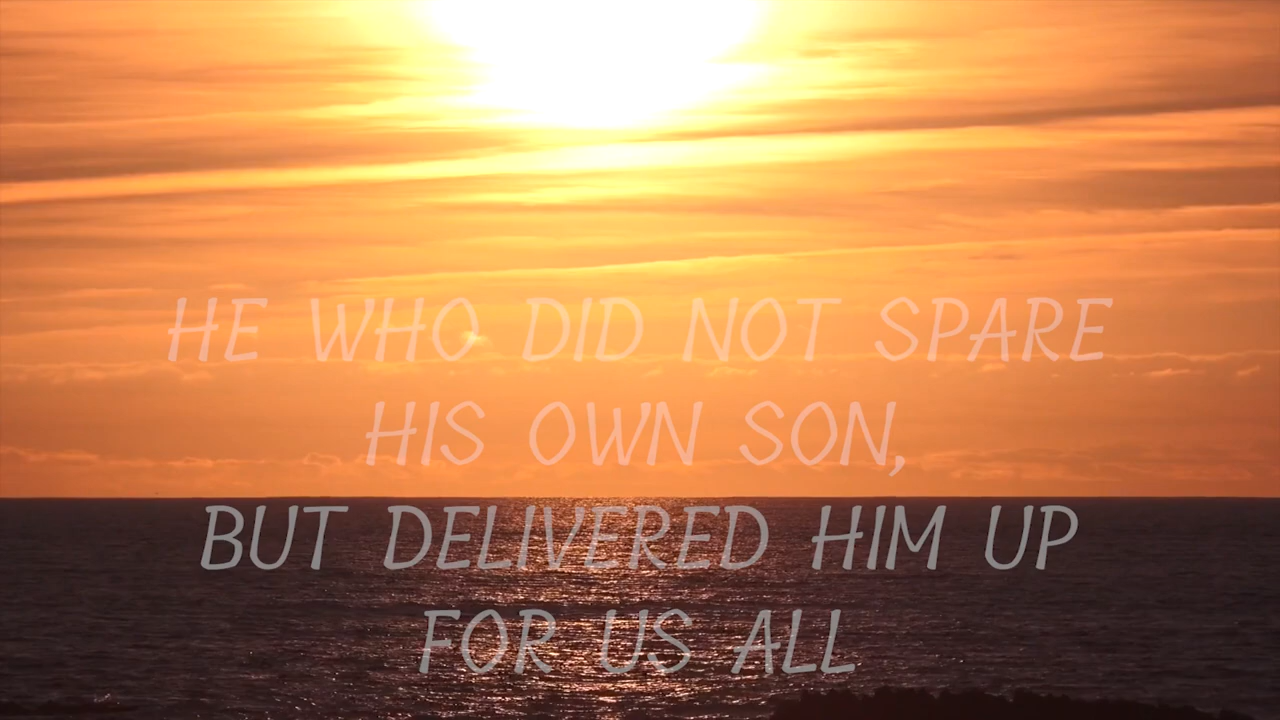 HE WHO DID NOT SPARE
HIS OWN SON,
BUT DELIVERED HIM UP
FOR US ALL